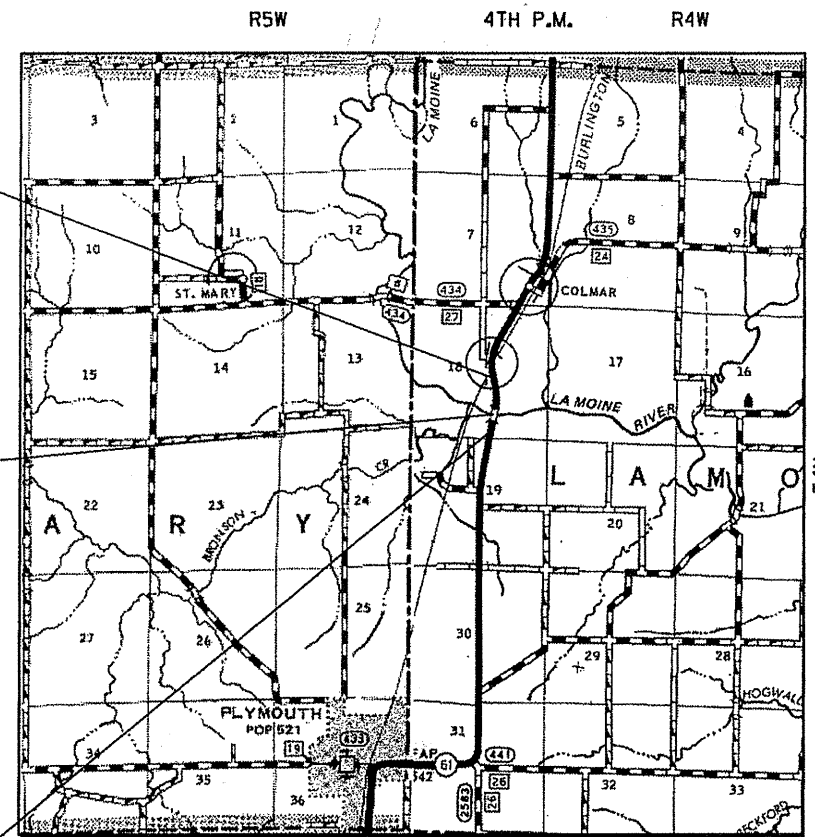 R5W 4TH P.M. R4W
LA MOINE
BURLINGTON
3 2 1 6 5 4
10 11 12 7 8 9
435
24
ST. MARY
18
434
434
27
COLMAR
15 14 13 18 17 16
LA MOINE RIVER
22 23 24 19 20 21
A R Y L A M O
BRONSON CR
27 26 25 30 29 28
HOGWALL
PLYMOUTH
POP 521
34 35 36 31 32 33
19
433
FAP
542
61
441
26
2583
26